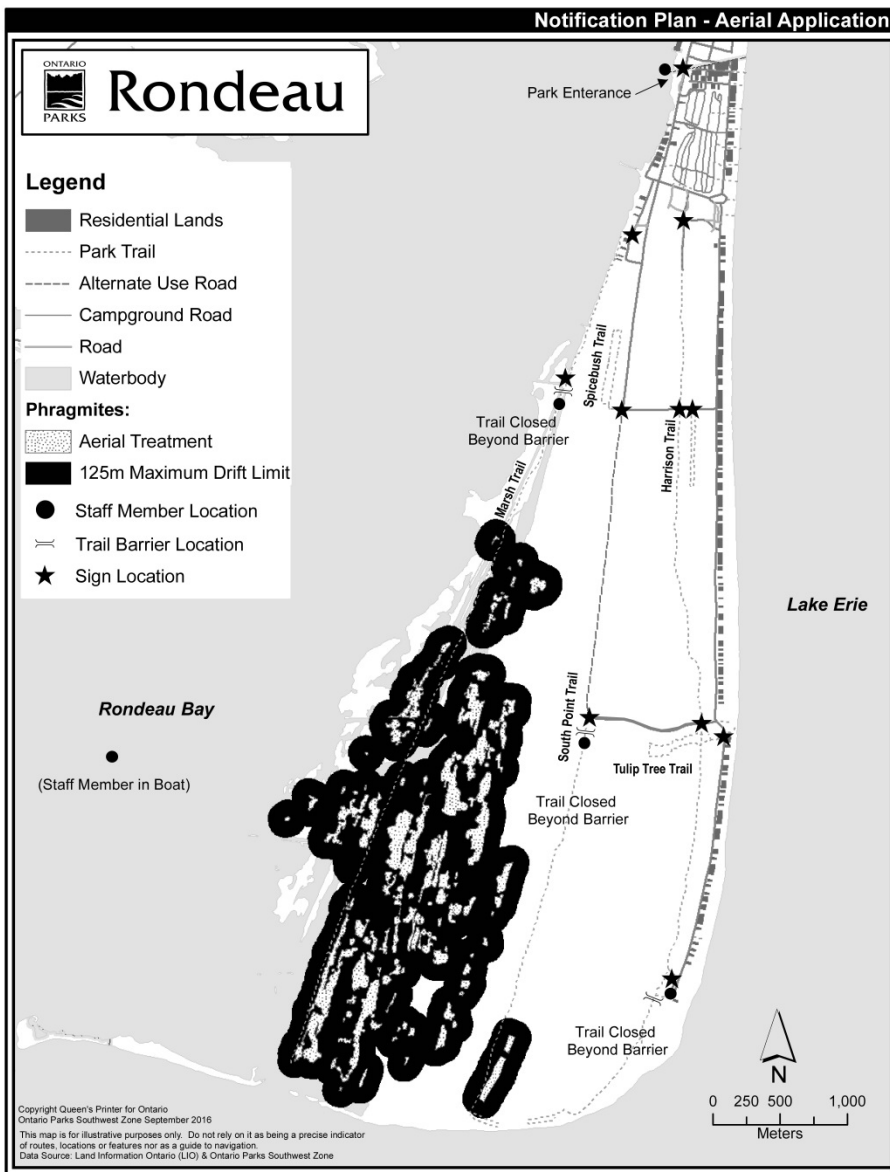 Notification Plan - Aerial Application
ONTARIO
PARKS
Rondeau
Park Enterance
Legend
Residential Lands
Park Trail
Alternate Use Road
Campground Road
Road
Waterbody
Phragmites:
Aerial Treatment
125m Maximum Drift Limit
Staff Member Location
Trail Barrier Location
Sign Location
Spicebush Trail
Trail Closed
Beyond Barrier
Harrison Trail
Marsh Trail
Lake Erie
Rondeau Bay
(Staff Member in Boat)
South Point Trail
Tulip Tree Trail
Trail Closed
Beyond Barrier
Trail Closed
Beyond Barrier
N
0 250 500 1,000
Meters
Copyright Queen's Printer for Ontario
Ontario Parks Southwest Zone September 2016
This map is for illustrative purposes only. Do not rely on it as being a precise indicator
of routes, locations or features nor as a guide to navigation.
Data Source: Land Information Ontario (LIO) & Ontario Parks Southwest Zone